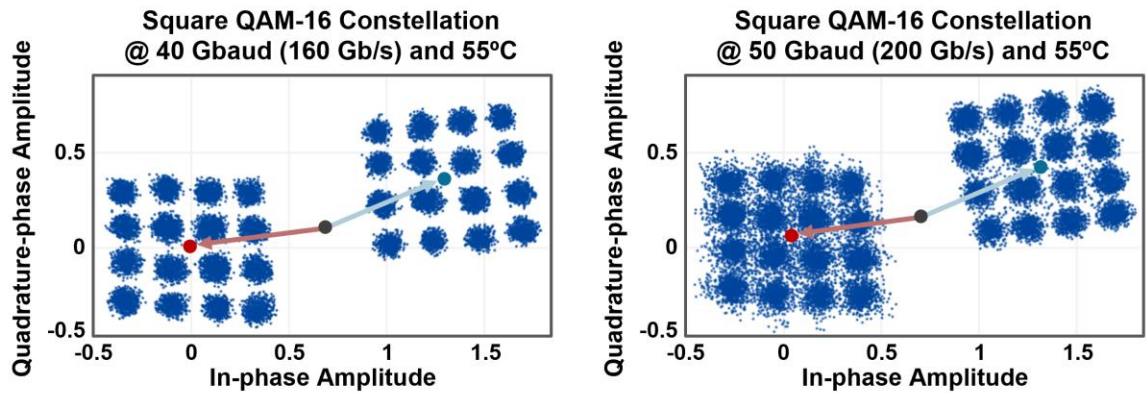 Square QAM-16 Constellation
@ 40 Gbaud (160 Gb/s) and 55ºC
Quadrature-phase Amplitude
0.5
0
-0.5
-0.5 0 0.5 1 1.5
In-phase Amplitude
Square QAM-16 Constellation
@ 50 Gbaud (200 Gb/s) and 55ºC
Quadrature-phase Amplitude
0.5
0
-0.5
-0.5 0 0.5 1 1.5
In-phase Amplitude